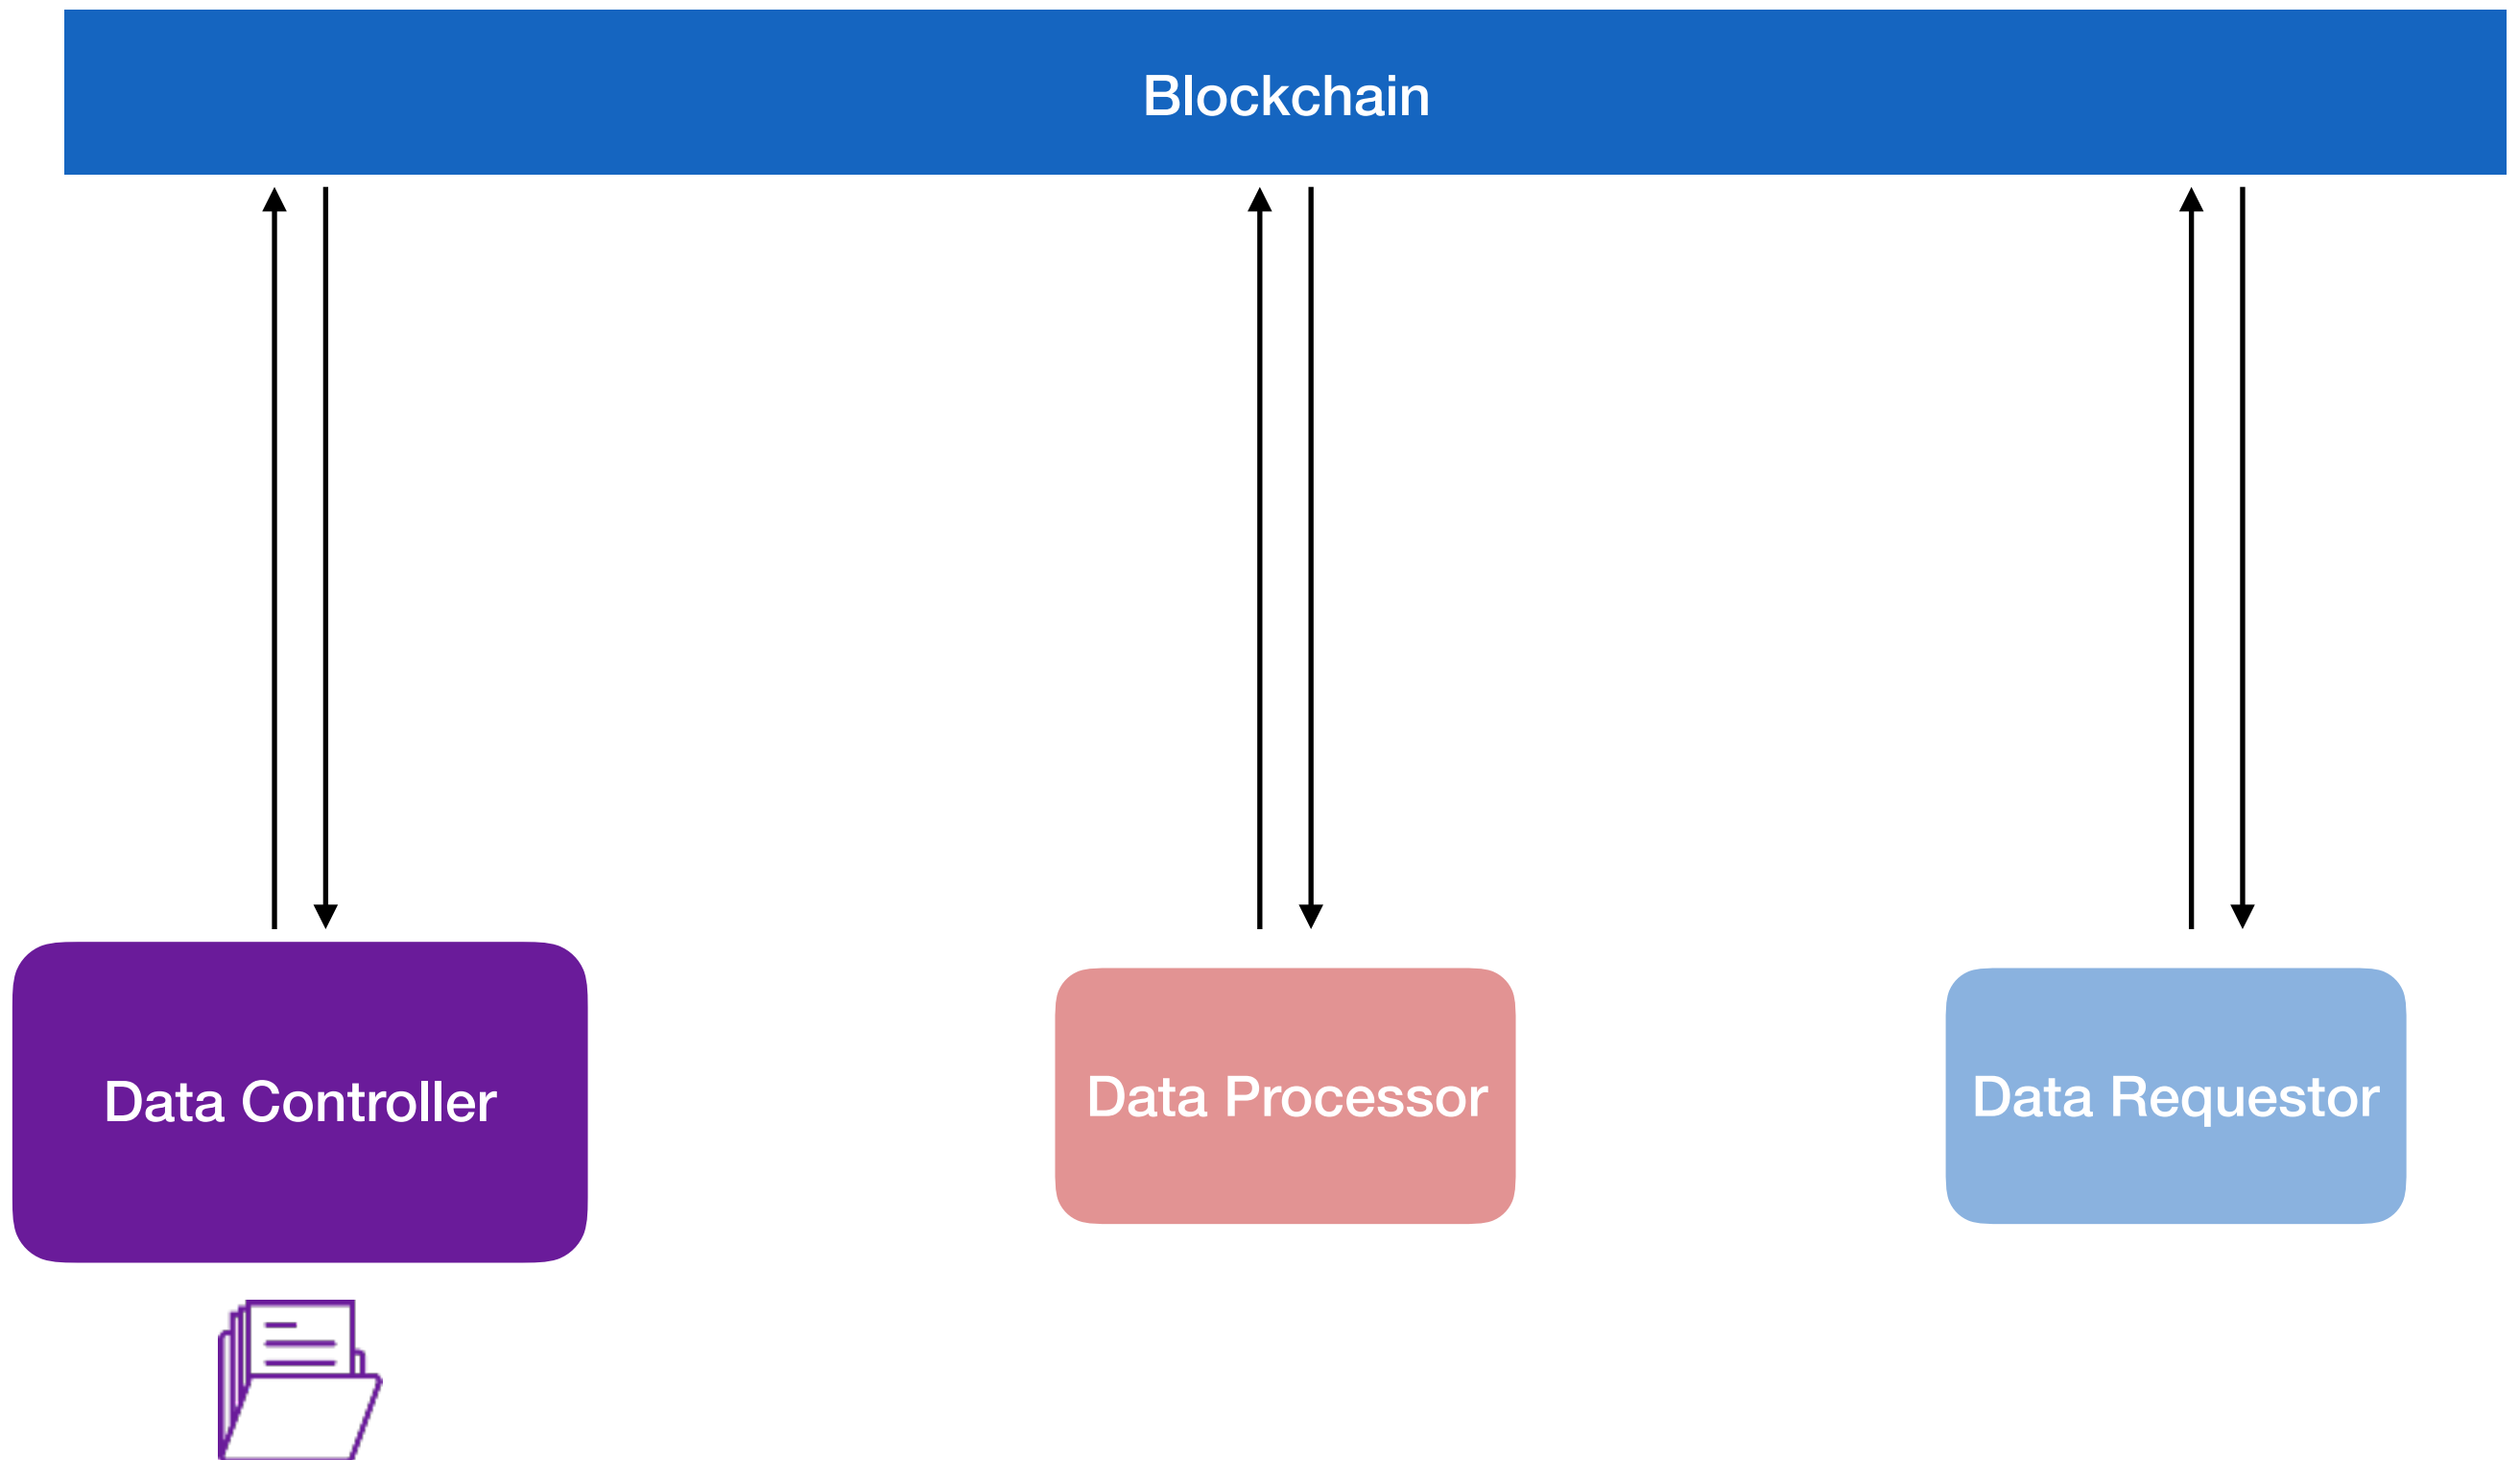 Blockchain
Data Controller
Data Processor
Data Requestor